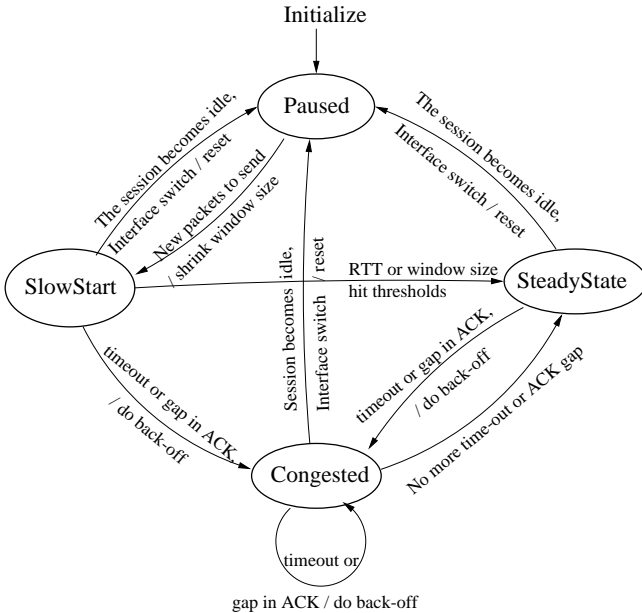 Initialize
Paused
The session becomes idle,
Interface switch / reset
New packets to send
/ shrink window size
The session becomes idle,
Interface switch / reset
SlowStart
RTT or window size
hit thresholds
SteadyState
Session becomes idle,
Interface switch / reset
timeout or gap in ACK,
/ do back-off
timeout or gap in ACK,
/ do back-off
No more time-out or ACK gap
Congested
timeout or
gap in ACK / do back-off